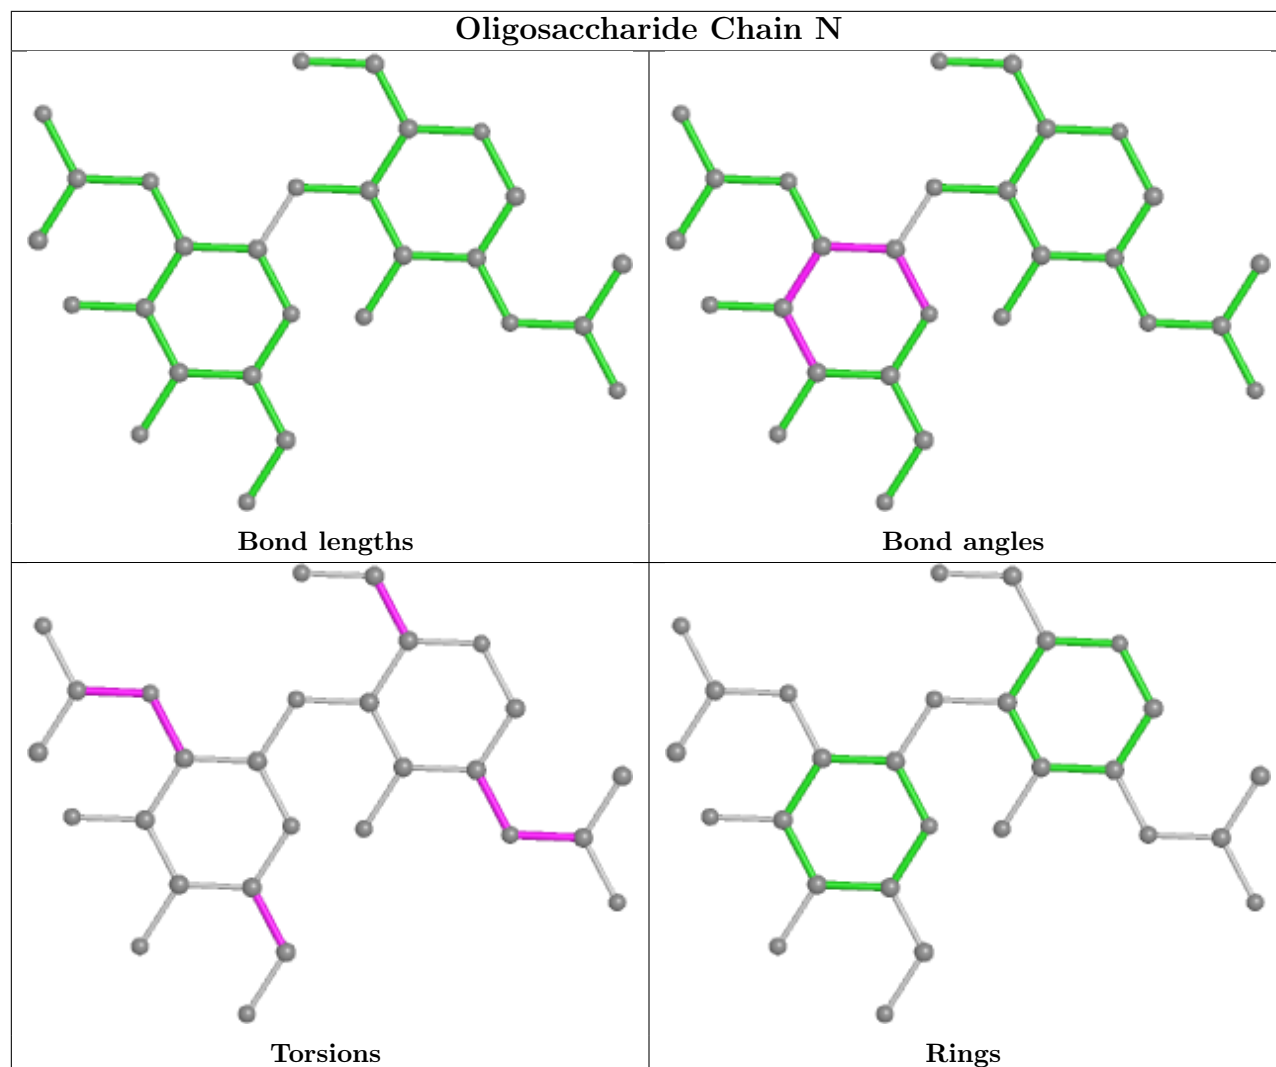 Oligosaccharide Chain N
Bond lengths
Bond angles
Torsions
Rings